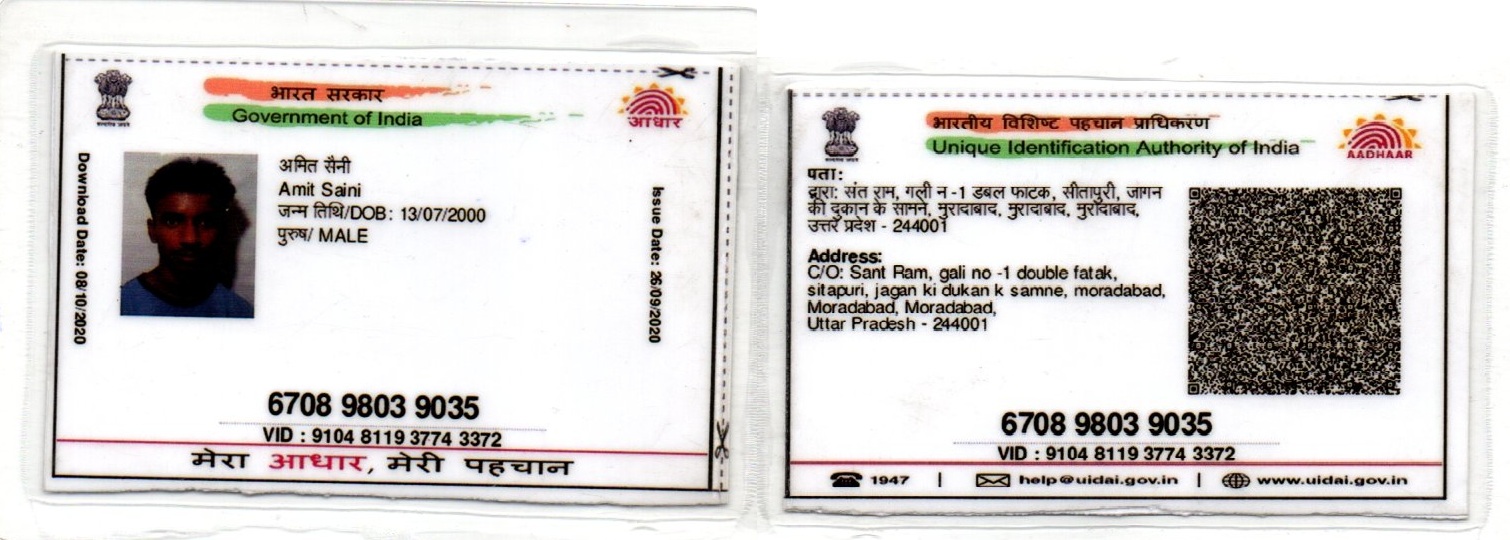 भारत सरकार
Government of India
आधार
Download Date: 08/10/2020
अमित सैनी
Amit Saini
जन्म तिथि/DOB: 13/07/2000
पुरुष/ MALE
Issue Date: 26/09/2020
6708 9803 9035
VID : 9104 8119 3774 3372
मेरा आधार, मेरी पहचान
भारतीय विशिष्ट पहचान प्राधिकरण
Unique Identification Authority of India
AADHAAR
पता:
द्वारा: संत राम, गली न -1 डबल फाटक, सीतापुरी, जागन
की दुकान के सामने, मुरादाबाद, मुरादाबाद, मुरादाबाद,
उत्तर प्रदेश - 244001
Address:
C/O: Sant Ram, gali no -1 double fatak,
sitapuri, jagan ki dukan k samne, moradabad,
Moradabad, Moradabad,
Uttar Pradesh - 244001
6708 9803 9035
VID : 9104 8119 3774 3372
1947 | help@uidai.gov.in | www.uidai.gov.in